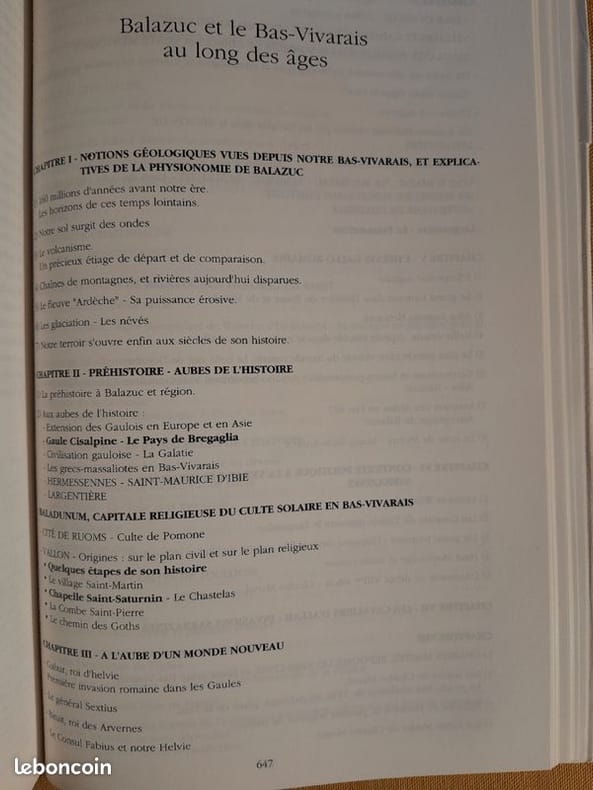 Balazuc et le Bas-Vivarais
au long des âges
CHAPITRE I - NOTIONS GÉOLOGIQUES VUES DEPUIS NOTRE BAS-VIVARAIS, ET EXPLICA-
TIVES DE LA PHYSIONOMIE DE BALAZUC
millions d'années avant notre ère.
Les horizons de ces temps lointains.
2) Notre sol surgit des ondes
3) Le volcanisme.
Un précieux étiage de départ et de comparaison.
4) Chaînes de montagnes, et rivières aujourd'hui disparues.
5) Le fleuve "Ardèche" - Sa puissance érosive.
6) Les glaciation - Les névés
7) Notre terroir s'ouvre enfin aux siècles de son histoire.
CHAPITRE II - PRÉHISTOIRE - AUBES DE L'HISTOIRE
1) La préhistoire à Balazuc et région.
2) Aux aubes de l'histoire :
- Extension des Gaulois en Europe et en Asie
- Gaule Cisalpine - Le Pays de Bregaglia
- Civilisation gauloise - La Galatie
- Les grecs-massaliotes en Bas-Vivarais
- HERMESSENNES - SAINT-MAURICE D'IBIE
- LARGENTIÈRE
BALADUNUM, CAPITALE RELIGIEUSE DU CULTE SOLAIRE EN BAS-VIVARAIS
CITÉ DE RUOMS - Culte de Pomone
VALLON - Origines : sur le plan civil et sur le plan religieux
* Quelques étapes de son histoire
* Le village Saint-Martin
* Chapelle Saint-Saturnin - Le Chastelas
* La Combe Saint-Pierre
* Le chemin des Goths
CHAPITRE III - A L'AUBE D'UN MONDE NOUVEAU
roi d'helvie
Première invasion romaine dans les Gaules
Le général Sextius
roi des Arvernes
Le Consul Fabius et notre Helvie
647
leboncoin